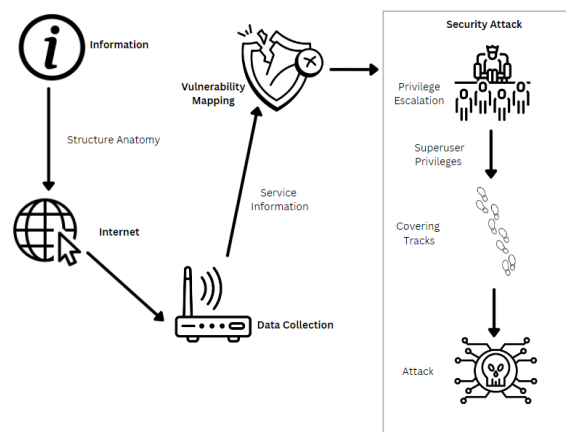 Information
Structure Anatomy
Internet
Data Collection
Service
Information
Vulnerability
Mapping
Security Attack
Privilege
Escalation
Superuser
Privileges
Covering
Tracks
Attack